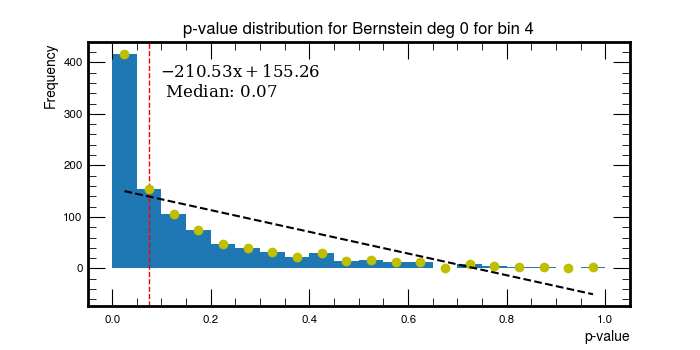 p-value distribution for Bernstein deg 0 for bin 4
Frequency
400
300
200
100
0
−210.53x + 155.26
Median: 0.07
0.0 0.2 0.4 0.6 0.8 1.0
p-value